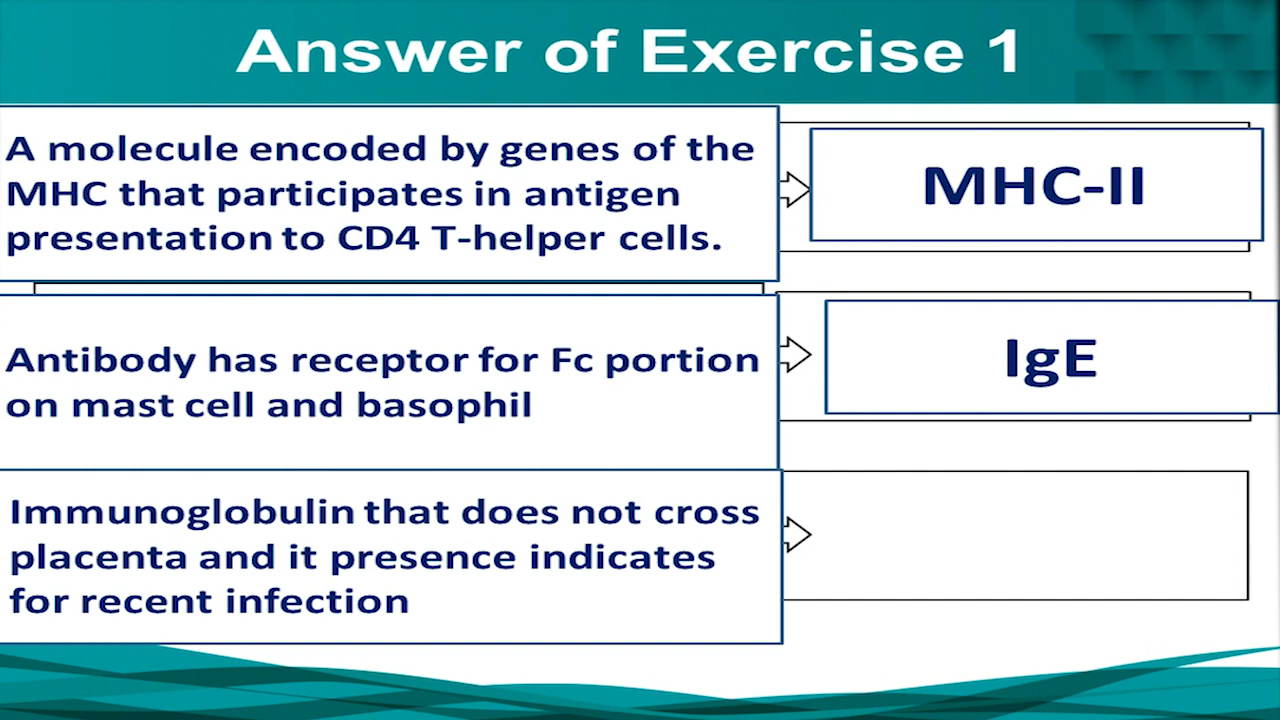 Answer of Exercise 1
A molecule encoded by genes of the
MHC that participates in antigen
presentation to CD4 T-helper cells.
MHC-II
Antibody has receptor for Fc portion
on mast cell and basophil
IgE
Immunoglobulin that does not cross
placenta and it presence indicates
for recent infection